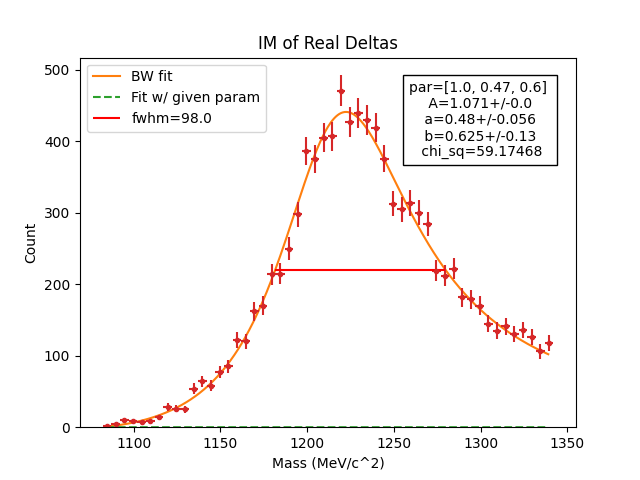 IM of Real Deltas
BW fit
Fit w/ given param
fwhm=98.0
par=[1.0, 0.47, 0.6]
A=1.071+/-0.0
a=0.48+/-0.056
b=0.625+/-0.13
chi_sq=59.17468
500
400
300
200
100
0
Count
1100 1150 1200 1250 1300 1350
Mass (MeV/c^2)